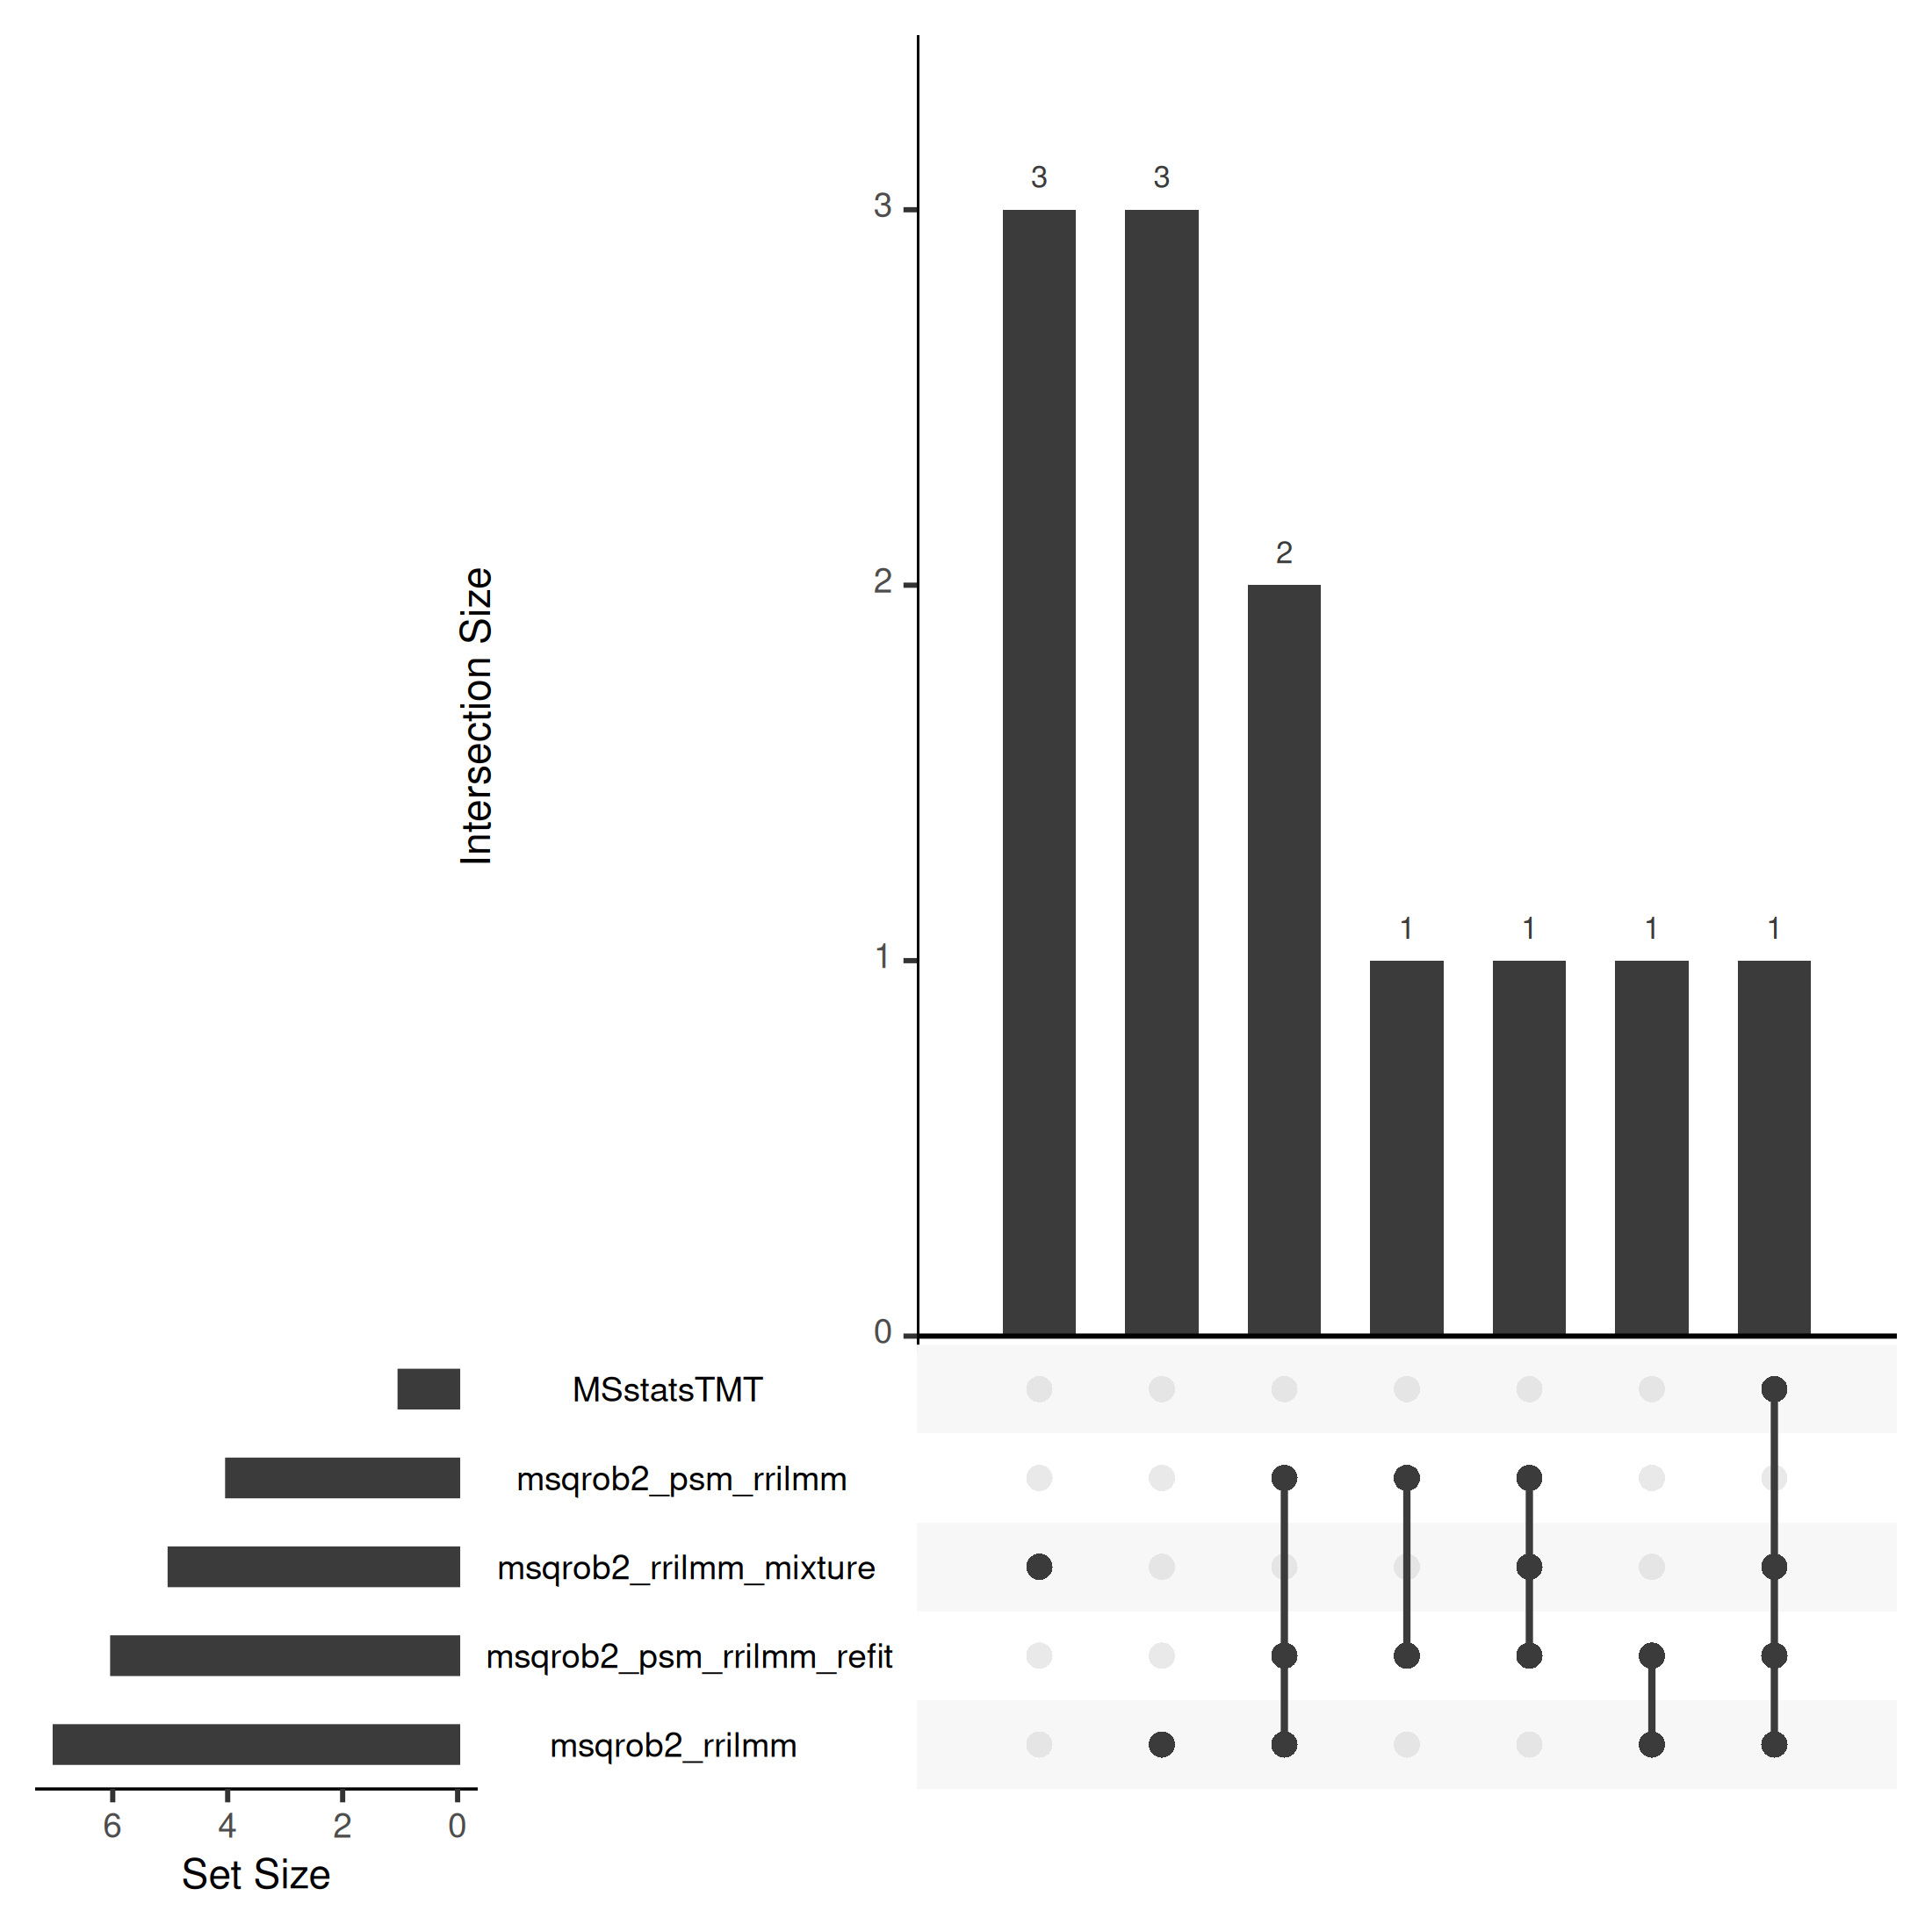 Intersection Size
3
2
1
0
3
3
2
1
1
1
1
MSstatsTMT
msqrob2_psm_rrilmm
msqrob2_rrilmm_mixture
msqrob2_psm_rrilmm_refit
msqrob2_rrilmm
6 4 2 0
Set Size